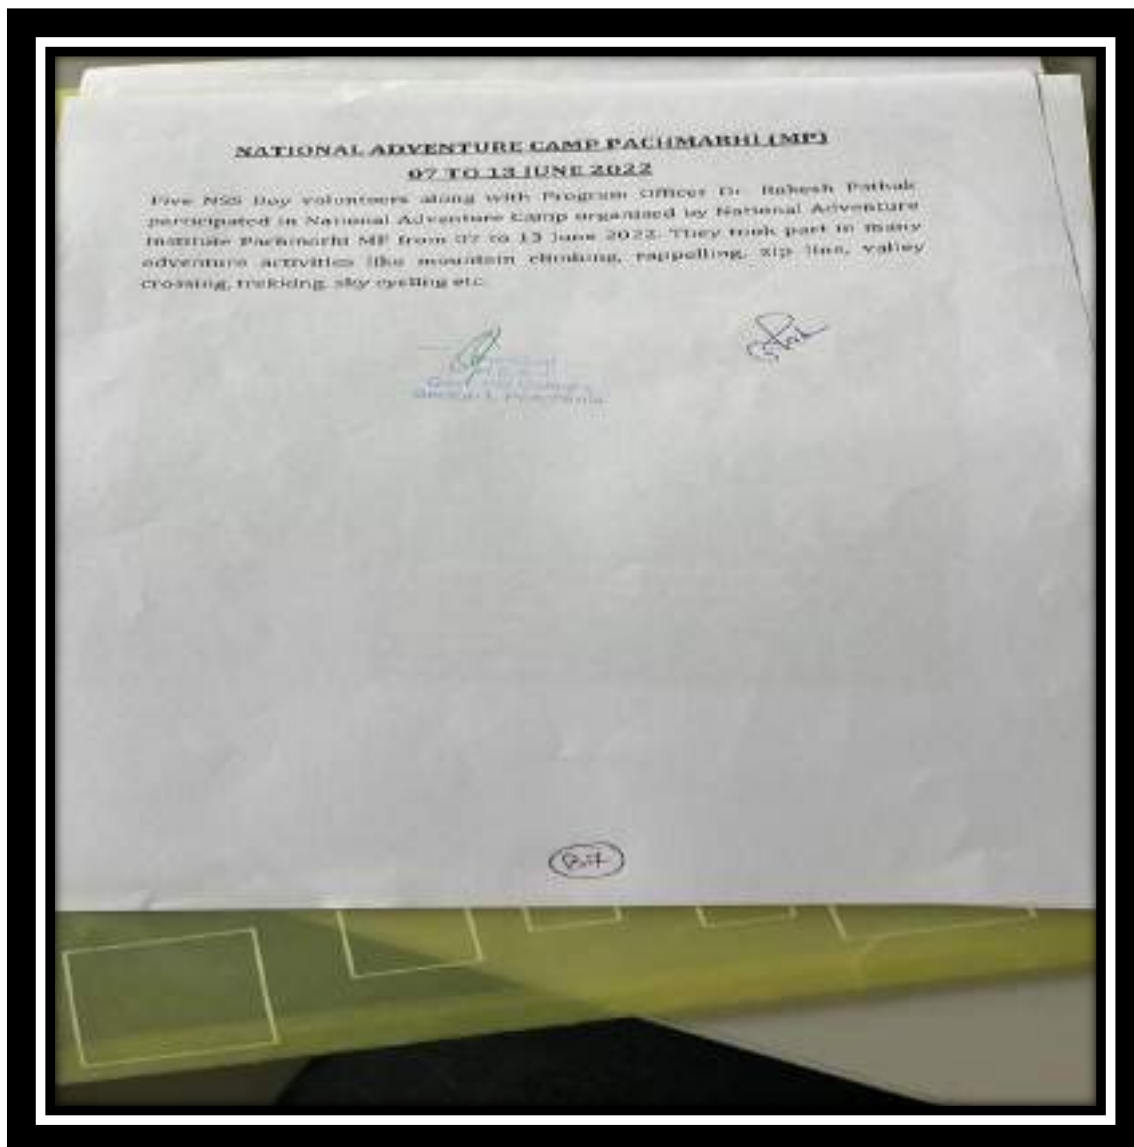 NATIONAL ADVENTURE CAMP PACHMARHI (MP)
07 TO 13 JUNE 2022
Five NSS Boy volunteers along with Program Officer Dr. Rakesh Pathak
participated in National Adventure Camp organised by National Adventure
Institute Pachmarhi MP from 07 to 13 June 2022. They took part in many
adventure activities like mountain climbing, rappelling, zip line, valley
crossing, trekking, sky cycling etc.